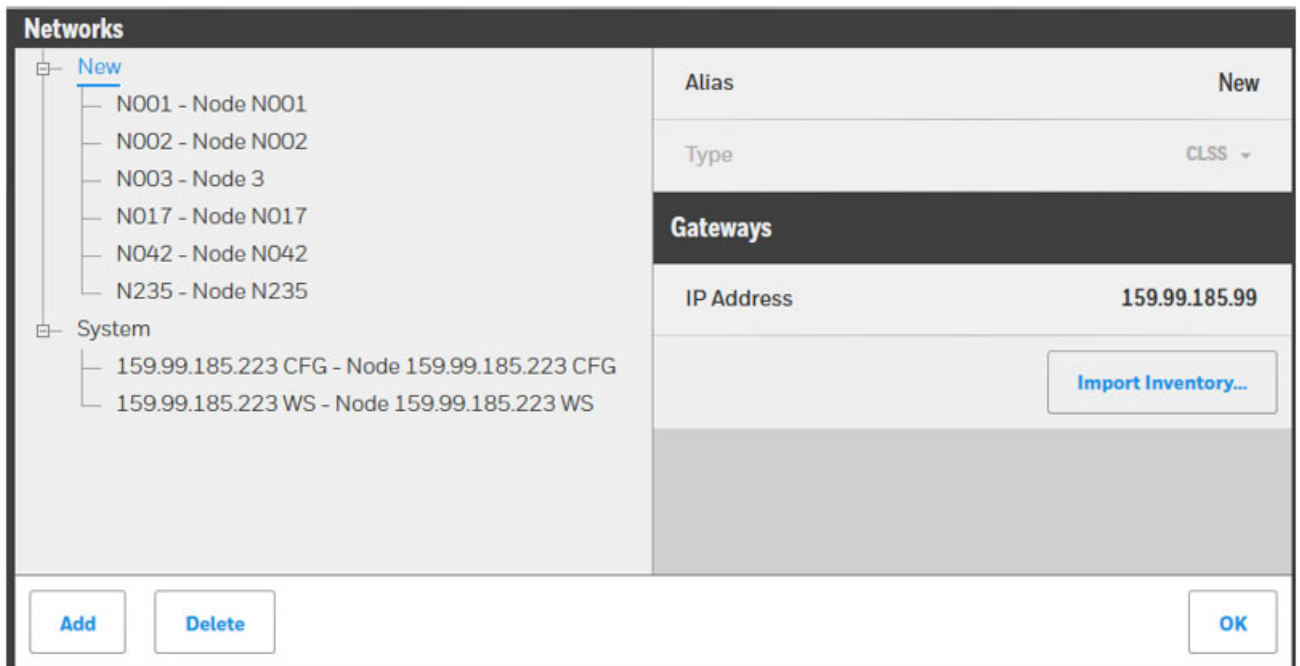 Networks
New
N001 - Node N001
N002 - Node N002
N003 - Node 3
N017 - Node N017
N042 - Node N042
N235 - Node N235
System
159.99.185.223 CFG - Node 159.99.185.223 CFG
159.99.185.223 WS - Node 159.99.185.223 WS
Alias New
Type CLSS
Gateways
IP Address 159.99.185.99
Import Inventory...
Add Delete OK